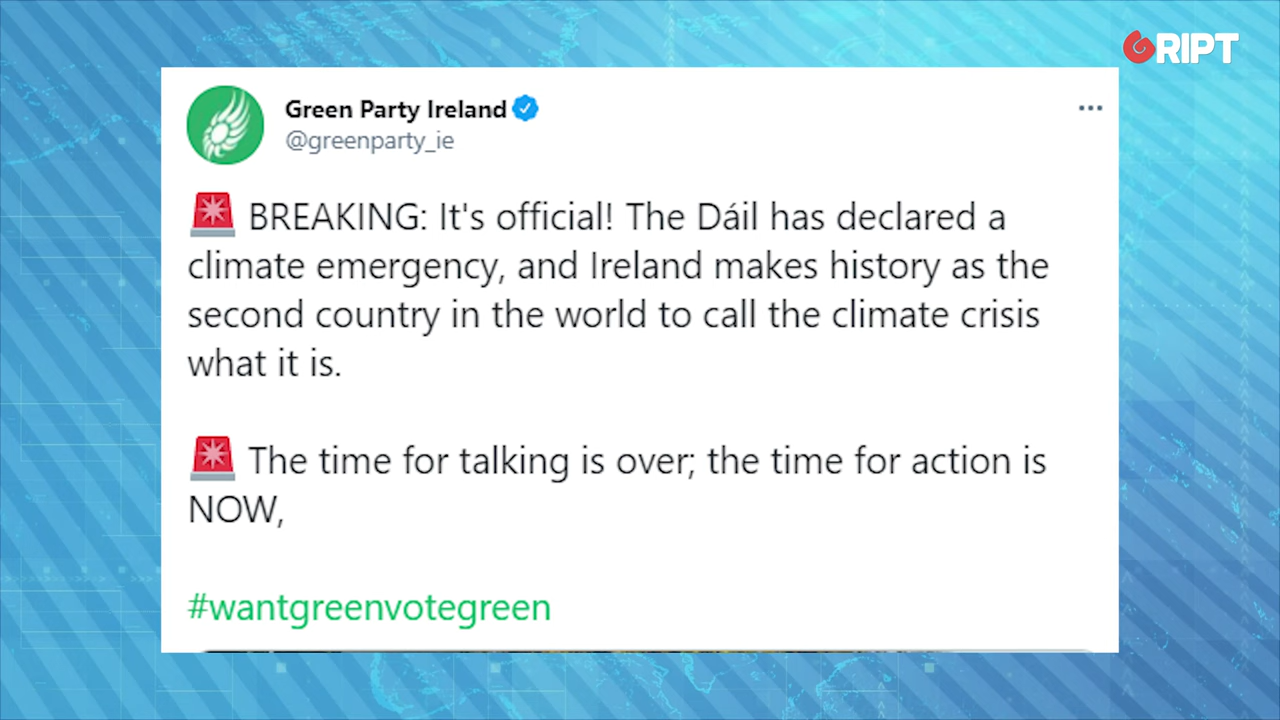 GRIPT
Green Party Ireland
@greenparty_ie
BREAKING: It's official! The Dáil has declared a
climate emergency, and Ireland makes history as the
second country in the world to call the climate crisis
what it is.
The time for talking is over; the time for action is
NOW,
#wantgreenvotegreen